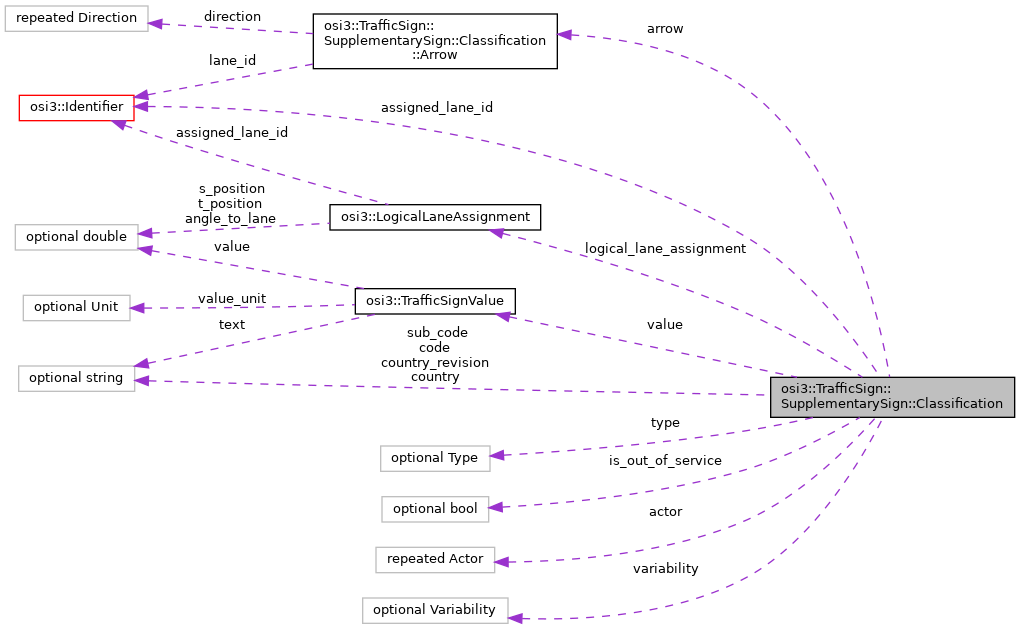 repeated Direction
direction
osi3::TrafficSign::
SupplementarySign::Classification
::Arrow
arrow
lane_id
osi3::Identifier
assigned_lane_id
assigned_lane_id
s_position
t_position
angle_to_lane
osi3::LogicalLaneAssignment
optional double
logical_lane_assignment
value
value_unit
osi3::TrafficSignValue
optional Unit
text
value
sub_code
code
country_revision
country
optional string
osi3::TrafficSign::
SupplementarySign::Classification
type
optional Type
is_out_of_service
optional bool
actor
repeated Actor
variability
optional Variability